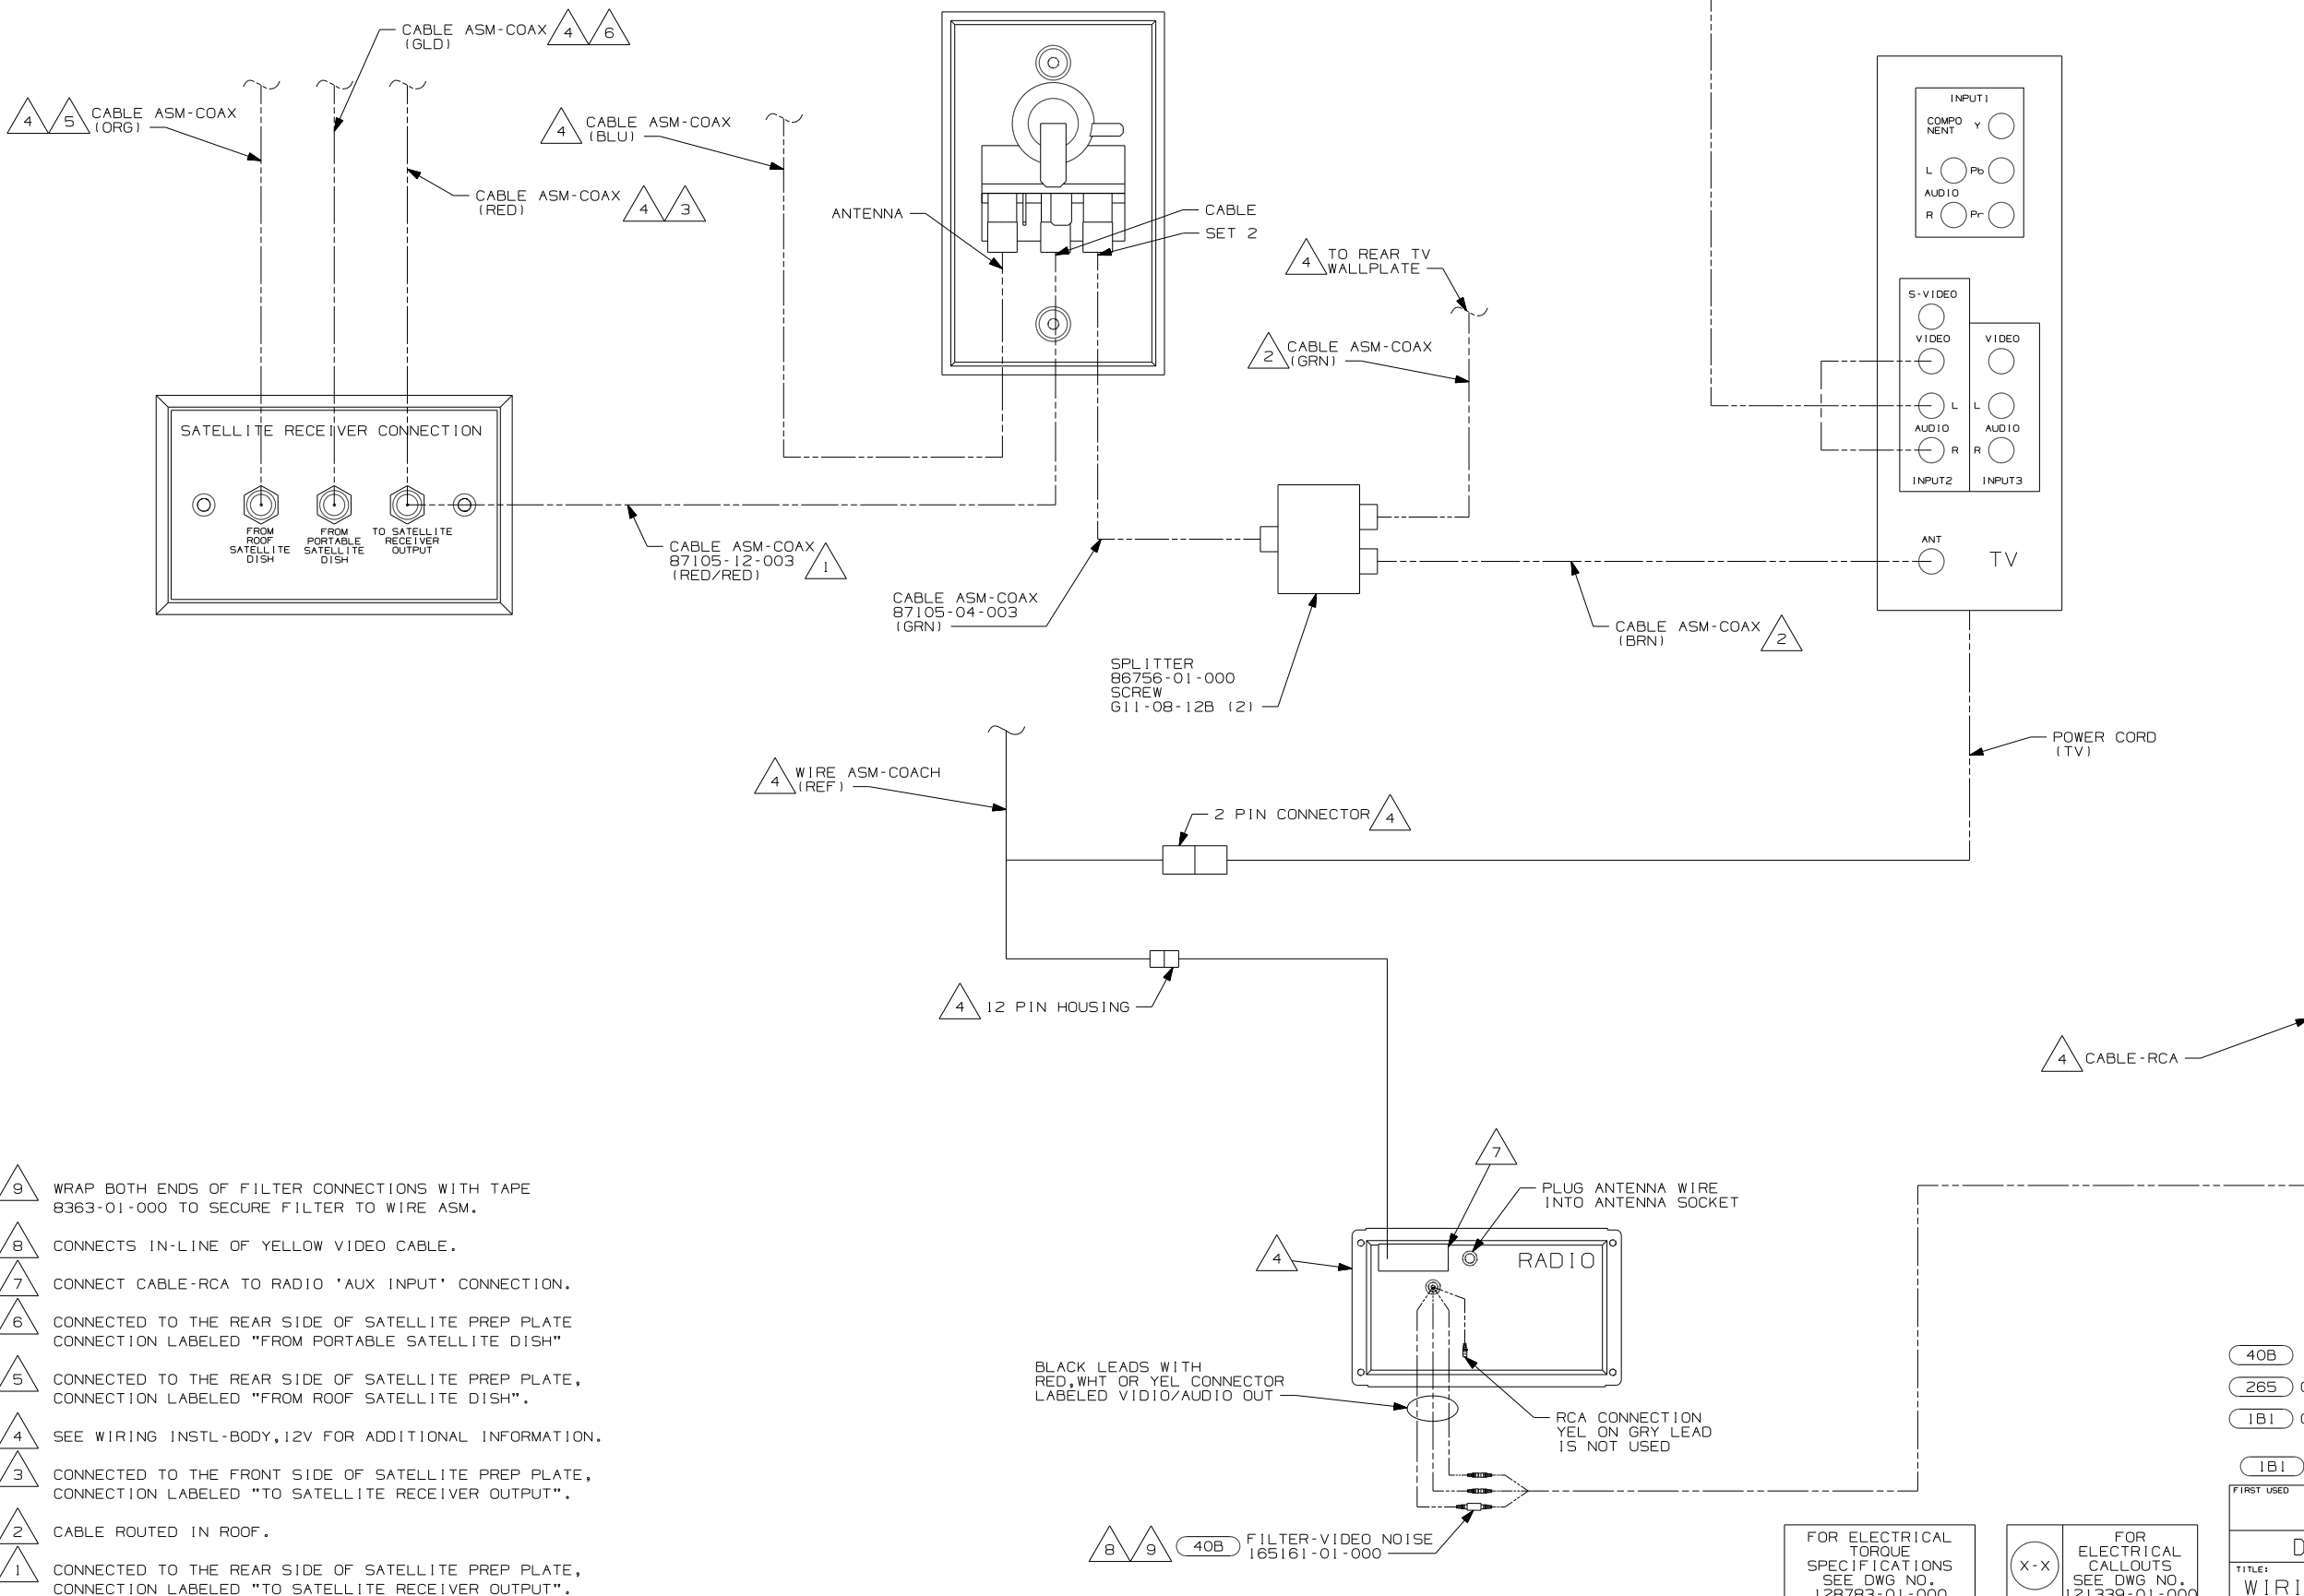 CABLE ASM-COAX 4 6
(GLD)
4 5 CABLE ASM-COAX
(ORG)
4 CABLE ASM-COAX
(BLU)
CABLE ASM-COAX 4 3
(RED)
ANTENNA
CABLE
SET 2
4 TO REAR TV
WALLPLATE
2 CABLE ASM-COAX
(GRN)
INPUT1
COMPO
NENT Y
L Pb
AUDIO
R Pr
S-VIDEO
VIDEO VIDEO
L L
AUDIO AUDIO
R R
INPUT2 INPUT3
ANT
TV
SATELLITE RECEIVER CONNECTION
FROM
ROOF
SATELLITE
DISH
FROM
PORTABLE
SATELLITE
DISH
TO SATELLITE
RECEIVER
OUTPUT
CABLE ASM-COAX
87105-12-003 1
(RED/RED)
CABLE ASM-COAX
87105-04-003
(GRN)
CABLE ASM-COAX 2
(BRN)
SPLITTER
86756-01-000
SCREW
G11-08-12B (2)
POWER CORD
(TV)
4 WIRE ASM-COACH
(REF)
2 PIN CONNECTOR 4
4 12 PIN HOUSING
4 CABLE-RCA
7
PLUG ANTENNA WIRE
INTO ANTENNA SOCKET
4
RADIO
BLACK LEADS WITH
RED,WHT OR YEL CONNECTOR
LABELED VIDIO/AUDIO OUT
RCA CONNECTION
YEL ON GRY LEAD
IS NOT USED
8 9 40B FILTER-VIDEO NOISE
165161-01-000
9 WRAP BOTH ENDS OF FILTER CONNECTIONS WITH TAPE
8363-01-000 TO SECURE FILTER TO WIRE ASM.
8 CONNECTS IN-LINE OF YELLOW VIDEO CABLE.
7 CONNECT CABLE-RCA TO RADIO 'AUX INPUT' CONNECTION.
6 CONNECTED TO THE REAR SIDE OF SATELLITE PREP PLATE
CONNECTION LABELED "FROM PORTABLE SATELLITE DISH"
5 CONNECTED TO THE REAR SIDE OF SATELLITE PREP PLATE,
CONNECTION LABELED "FROM ROOF SATELLITE DISH".
4 SEE WIRING INSTL-BODY,12V FOR ADDITIONAL INFORMATION.
3 CONNECTED TO THE FRONT SIDE OF SATELLITE PREP PLATE,
CONNECTION LABELED "TO SATELLITE RECEIVER OUTPUT".
2 CABLE ROUTED IN ROOF.
1 CONNECTED TO THE REAR SIDE OF SATELLITE PREP PLATE,
CONNECTION LABELED "TO SATELLITE RECEIVER OUTPUT".
FOR ELECTRICAL
TORQUE
SPECIFICATIONS
SEE DWG NO.
128783-01-000
X-X
FOR
ELECTRICAL
CALLOUTS
SEE DWG NO.
121339-01-000
40B
265
1B1
1B1
FIRST USED
D
TITLE:
WIRI